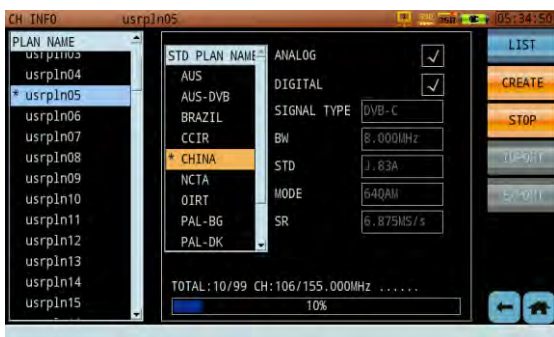 CH INFO usrpln05 05:34:50
PLAN NAME
usrpln03
usrpln04
* usrpln05
usrpln06
usrpln07
usrpln08
usrpln09
usrpln10
usrpln11
usrpln12
usrpln13
usrpln14
usrpln15
STD PLAN NAME
AUS
AUS-DVB
BRAZIL
CCIR
* CHINA
NCTA
OIRT
PAL-BG
PAL-DK
ANALOG
DIGITAL
SIGNAL TYPE DVB-C
BW 8.000MHz
STD J.83A
MODE 64QAM
SR 6.875MS/s
TOTAL:10/99 CH:106/155.000MHz ......
10%
LIST
CREATE
STOP